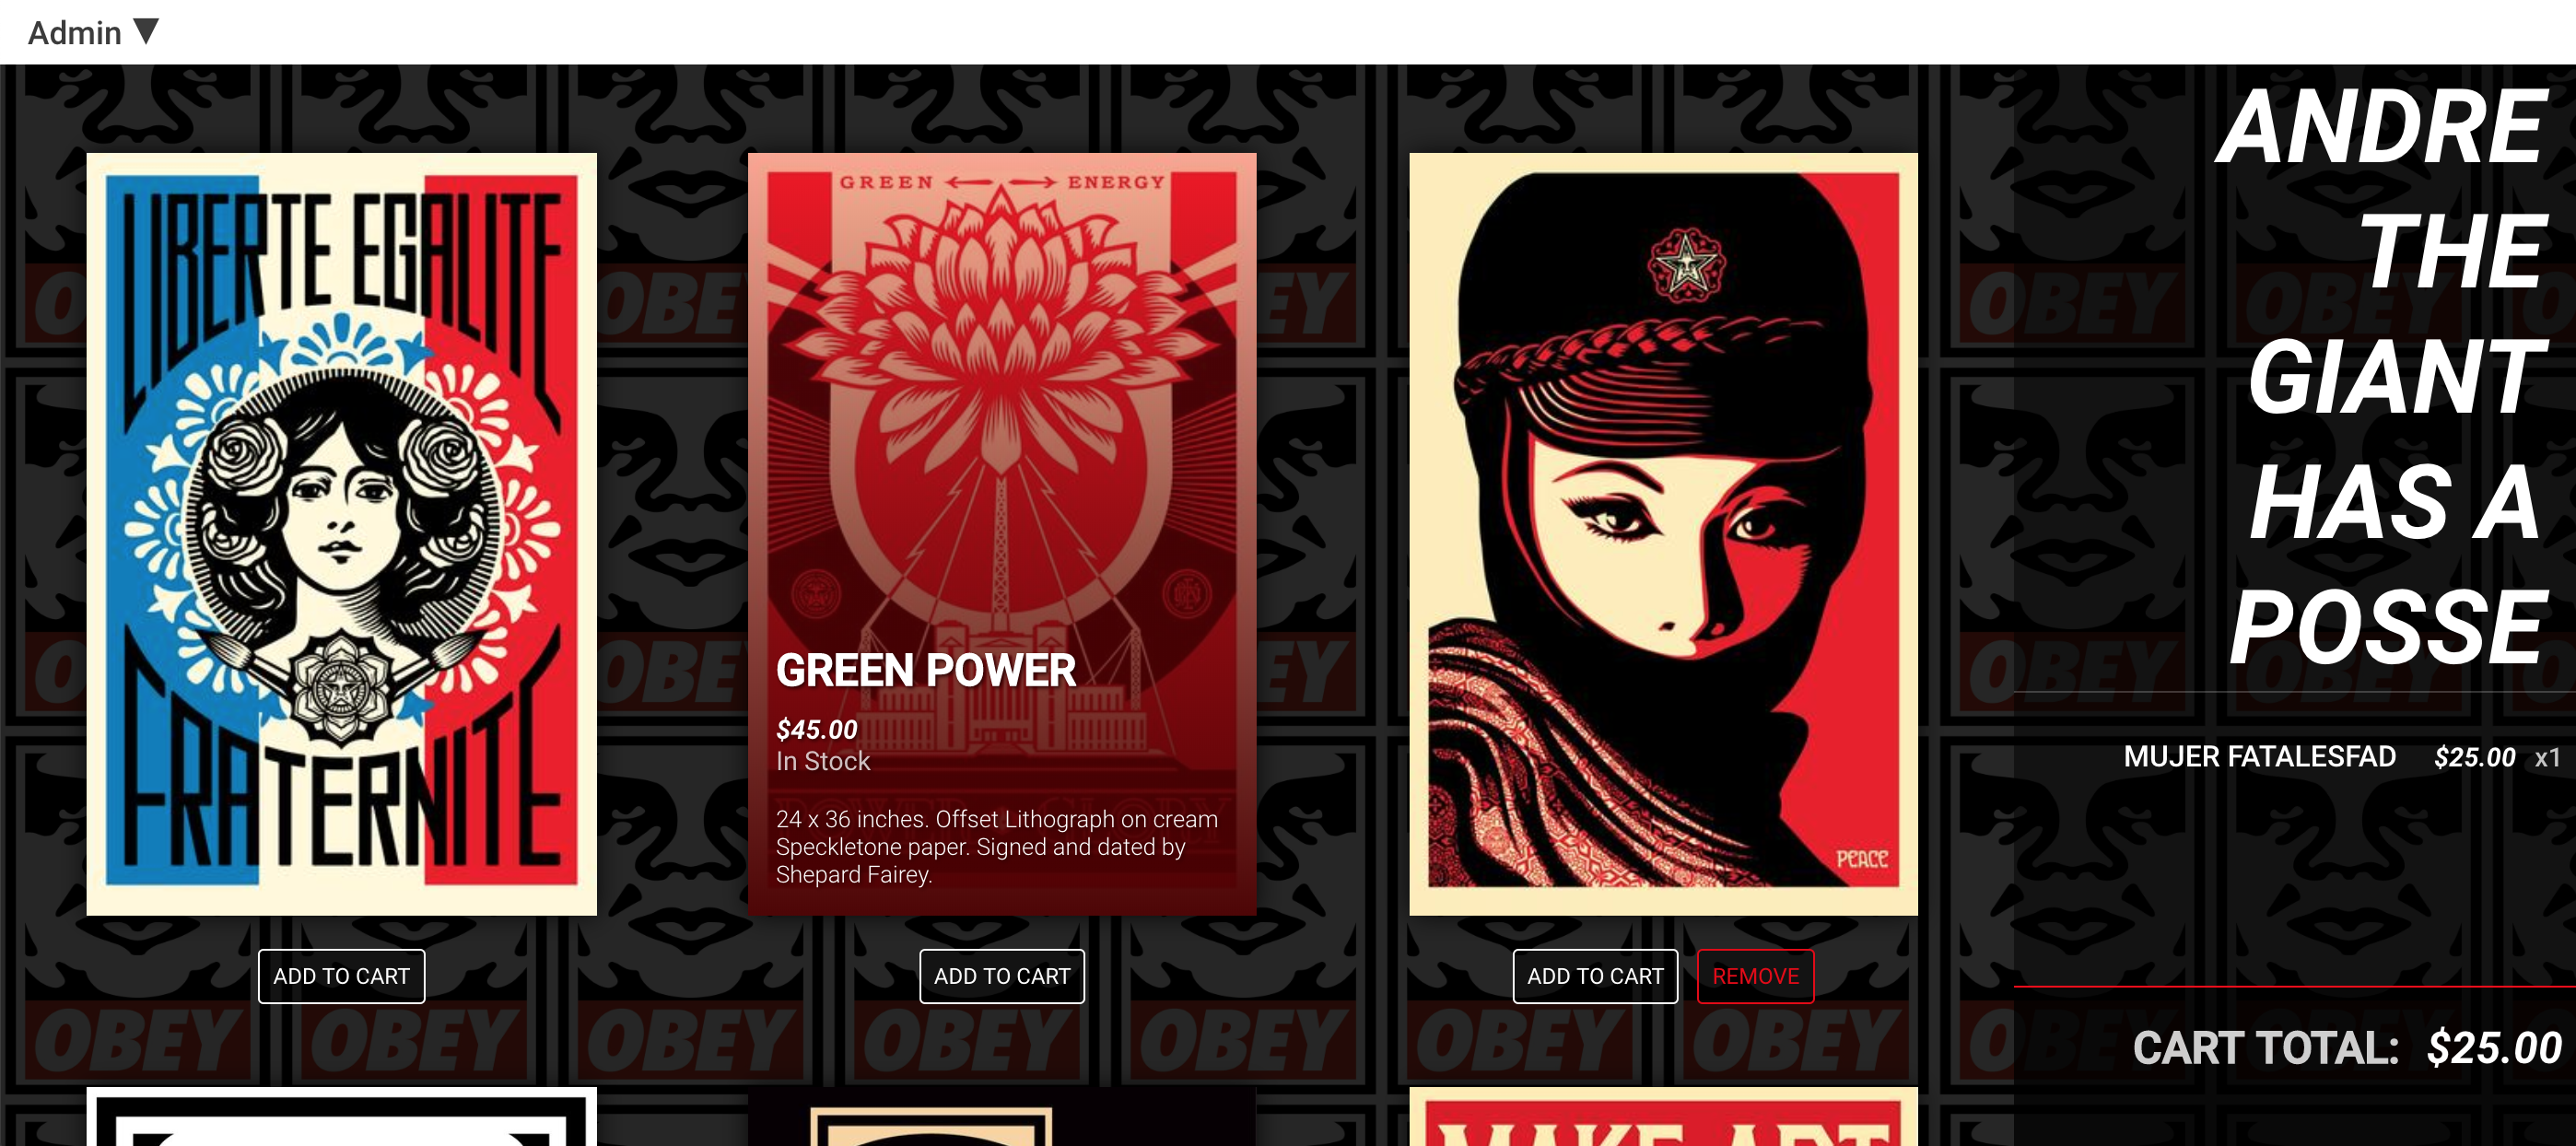 Admin ▼
LIBERTE EGALITE
FRATERNITE
ADD TO CART
GREEN ENERGY
GREEN POWER
$45.00
In Stock
24 x 36 inches. Offset Lithograph on cream
Speckletone paper. Signed and dated by
Shepard Fairey.
ADD TO CART
PEACE
ADD TO CART
REMOVE
MAKE ART
ANDRE
THE
GIANT
HAS A
POSSE
MUJER FATALESFAD $25.00 x1
CART TOTAL: $25.00
OBEY
OBEY
OBEY
OBEY
OBEY
OBEY
OBEY